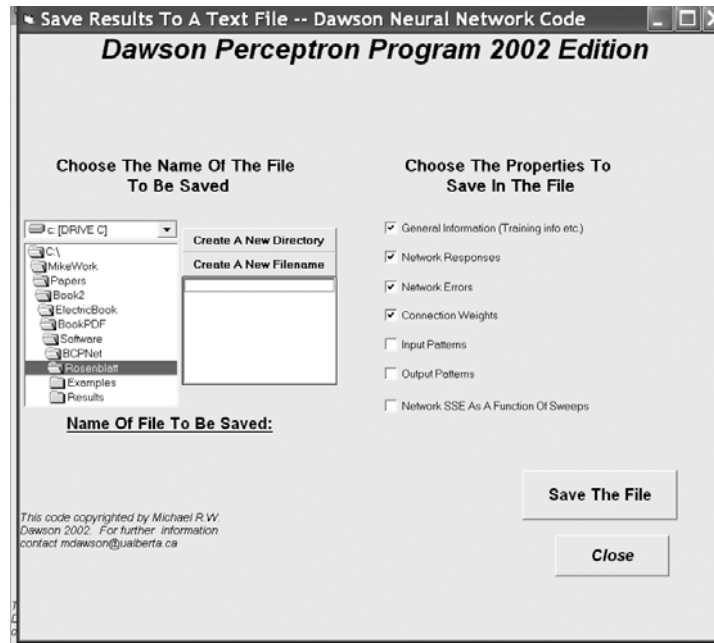 Save Results To A Text File -- Dawson Neural Network Code
Dawson Perceptron Program 2002 Edition
Choose The Name Of The File
To Be Saved
c: [DRIVE C]
C:\
MikeWork
Papers
Book2
ElectricBook
BookPDF
Software
BCPNet
Rosenblatt
Examples
Results
Create A New Directory
Create A New Filename
Name Of File To Be Saved:
Choose The Properties To
Save In The File
General Information (Training info etc.)
Network Responses
Network Errors
Connection Weights
Input Patterns
Output Patterns
Network SSE As A Function Of Sweeps
Save The File
Close
This code copyrighted by Michael R.W.
Dawson 2002. For further information
contact mdawson@ualberta.ca